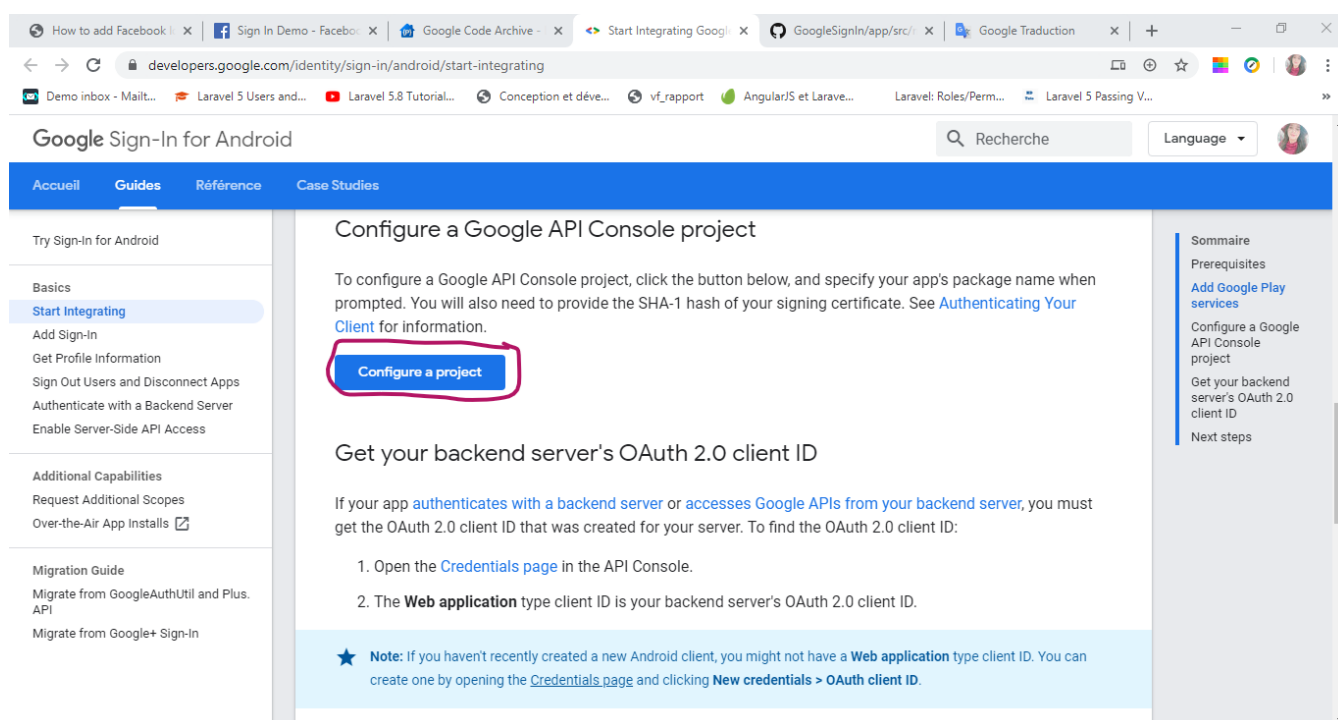 How to add Facebook
Sign In Demo - Faceboo
Google Code Archive -
Start Integrating Google
GoogleSignIn/app/src/
Google Traduction
developers.google.com/identity/sign-in/android/start-integrating
Demo inbox - Mailt...
Laravel 5 Users and...
Laravel 5.8 Tutorial...
Conception et déve...
vf_rapport
AngularJS et Larave...
Laravel: Roles/Perm...
Laravel 5 Passing V...
»
Google Sign-In for Android
Recherche
Language
Accueil
Guides
Référence
Case Studies
Try Sign-In for Android
Basics
Start Integrating
Add Sign-In
Get Profile Information
Sign Out Users and Disconnect Apps
Authenticate with a Backend Server
Enable Server-Side API Access
Additional Capabilities
Request Additional Scopes
Over-the-Air App Installs
Migration Guide
Migrate from GoogleAuthUtil and Plus.
API
Migrate from Google+ Sign-In
Configure a Google API Console project
To configure a Google API Console project, click the button below, and specify your app's package name when
prompted. You will also need to provide the SHA-1 hash of your signing certificate. See Authenticating Your
Client for information.
Configure a project
Get your backend server's OAuth 2.0 client ID
If your app authenticates with a backend server or accesses Google APIs from your backend server, you must
get the OAuth 2.0 client ID that was created for your server. To find the OAuth 2.0 client ID:
1. Open the Credentials page in the API Console.
2. The Web application type client ID is your backend server's OAuth 2.0 client ID.
Note: If you haven't recently created a new Android client, you might not have a Web application type client ID. You can
create one by opening the Credentials page and clicking New credentials > OAuth client ID.
Sommaire
Prerequisites
Add Google Play
services
Configure a Google
API Console
project
Get your backend
server's OAuth 2.0
client ID
Next steps